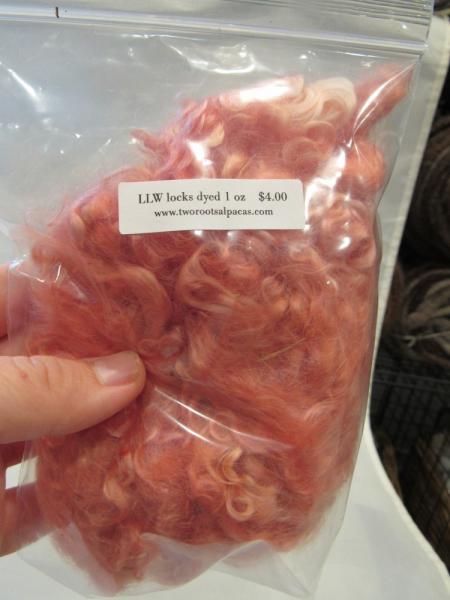 LLW locks dyed 1 oz $4.00
www.tworootsalpacas.com